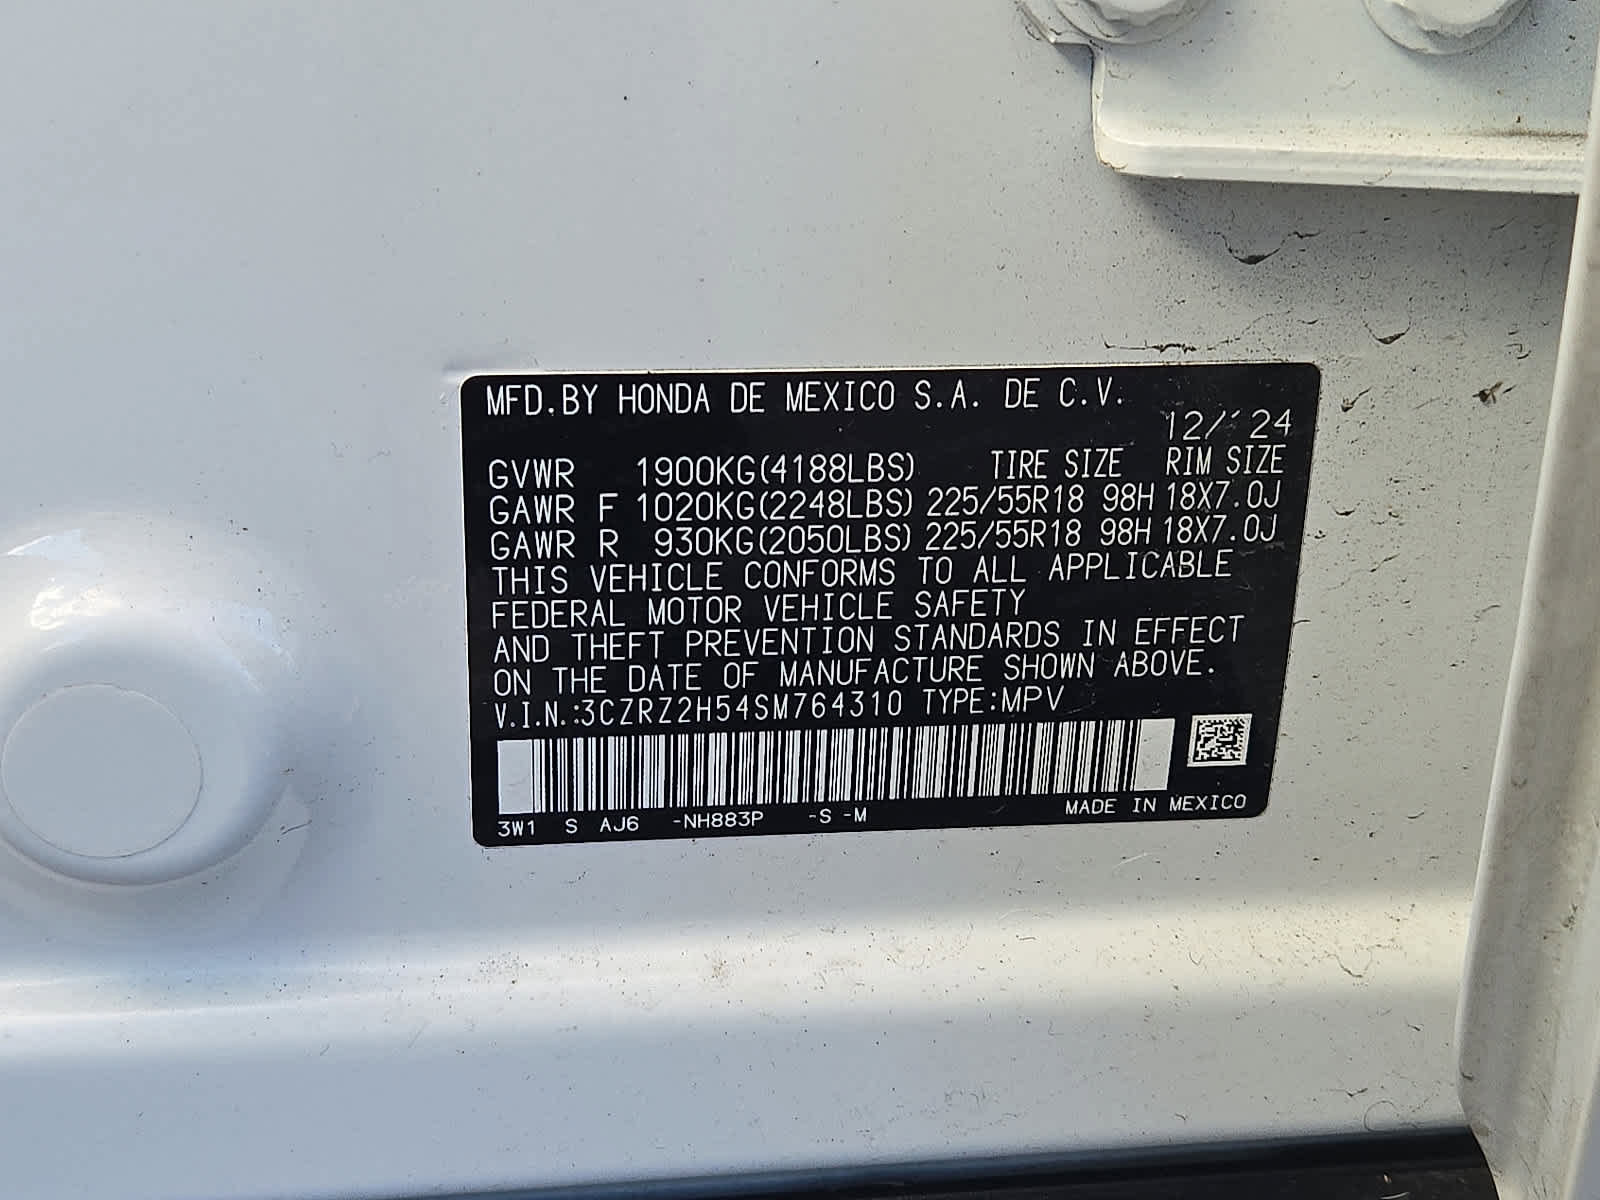 MFD.BY HONDA DE MEXICO S.A. DE C.V.
12/ 24
GVWR 1900KG(4188LBS) TIRE SIZE RIM SIZE
GAWR F 1020KG(2248LBS) 225/55R18 98H 18X7.0J
GAWR R 930KG(2050LBS) 225/55R18 98H 18X7.0J
THIS VEHICLE CONFORMS TO ALL APPLICABLE
FEDERAL MOTOR VEHICLE SAFETY
AND THEFT PREVENTION STANDARDS IN EFFECT
ON THE DATE OF MANUFACTURE SHOWN ABOVE.
V.I.N.:3CZRZ2H54SM764310 TYPE:MPV
3W1 S AJ6 -NH883P -S -M MADE IN MEXICO